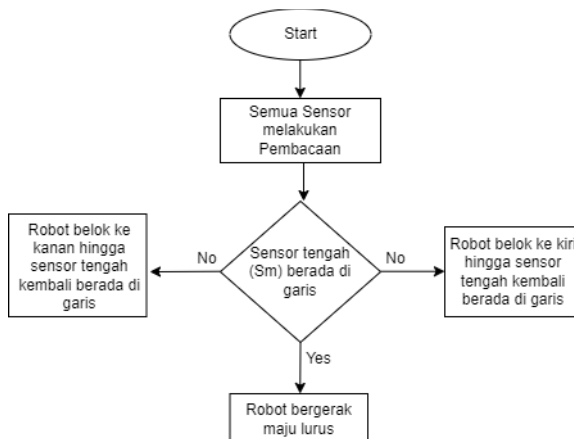 Start
Semua Sensor
melakukan
Pembacaan
Robot belok ke
kanan hingga
sensor tengah
kembali berada di
garis
No
Sensor tengah
(Sm) berada di
garis
No
Robot belok ke kiri
hingga sensor
tengah kembali
berada di garis
Yes
Robot bergerak
maju lurus